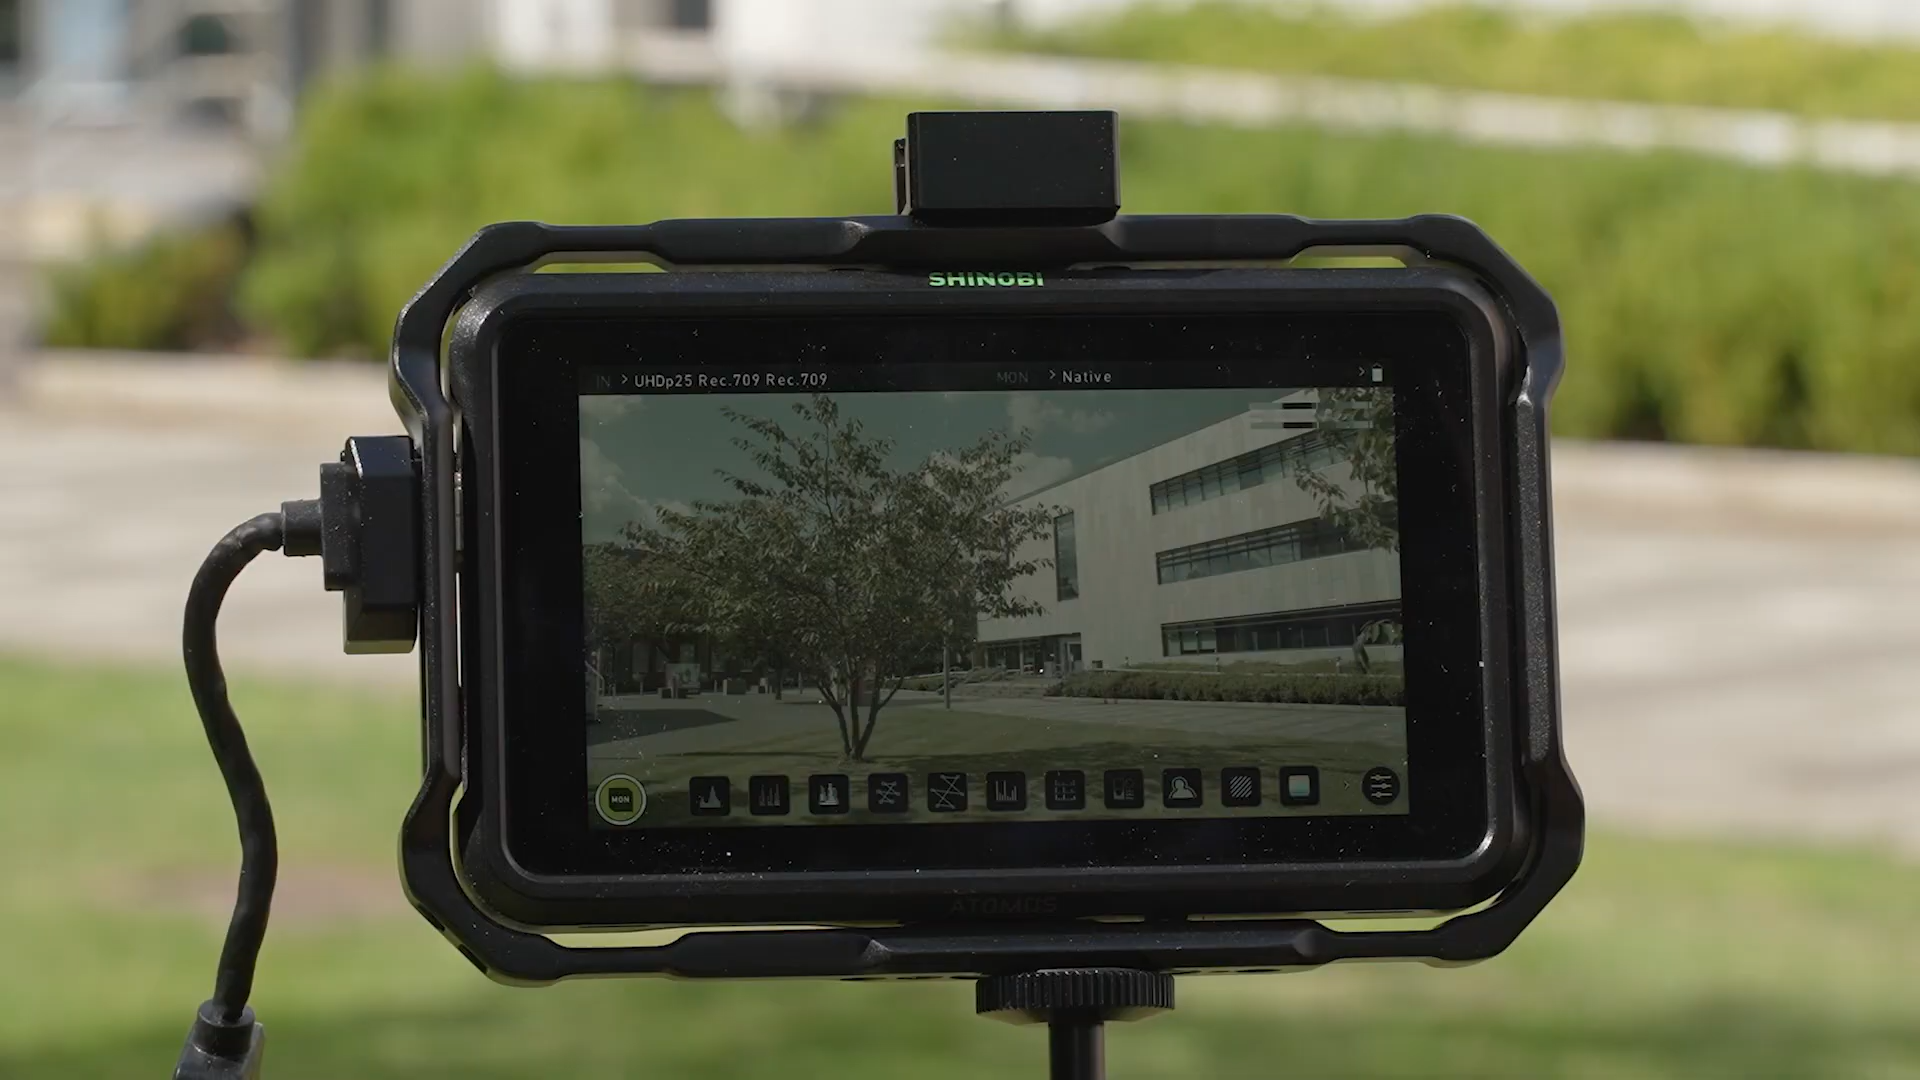 SHINOBI
IN > UHDp25 Rec.709 Rec.709 MON > Native >
MON
ATOMOS